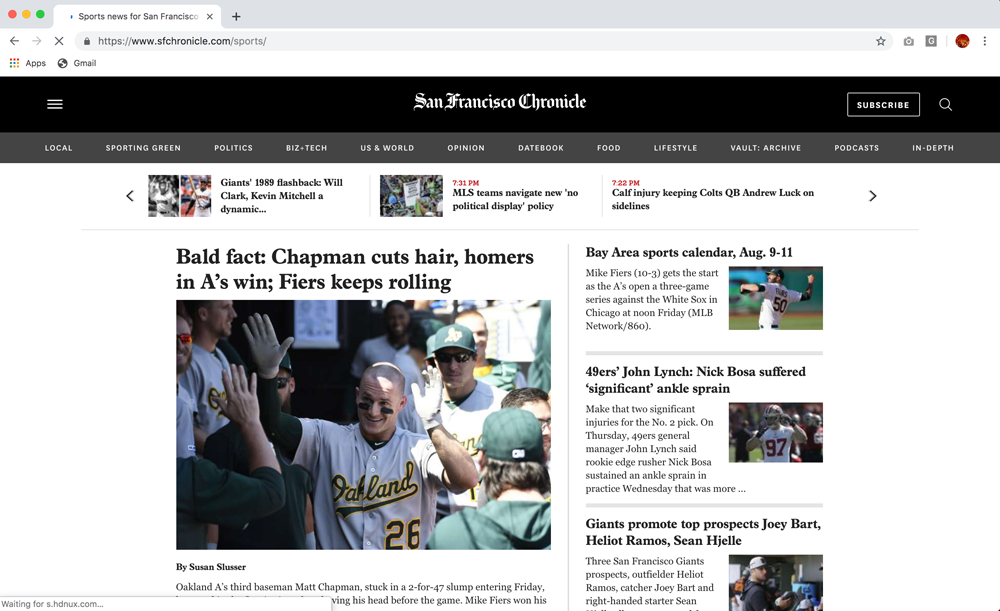 Sports news for San Francisco
https://www.sfchronicle.com/sports/
G
Apps
Gmail
San Francisco Chronicle
SUBSCRIBE
LOCAL SPORTING GREEN POLITICS BIZ+TECH US & WORLD OPINION DATEBOOK FOOD LIFESTYLE VAULT: ARCHIVE PODCASTS IN-DEPTH
Giants' 1989 flashback: Will
Clark, Kevin Mitchell a
dynamic...
7:31 PM
MLS teams navigate new 'no
political display' policy
7:22 PM
Calf injury keeping Colts QB Andrew Luck on
sidelines
Bald fact: Chapman cuts hair, homers
in A’s win; Fiers keeps rolling
Oakland
26
By Susan Slusser
Oakland A’s third baseman Matt Chapman, stuck in a 2-for-47 slump entering Friday,
his head before the game. Mike Fiers won his
Bay Area sports calendar, Aug. 9-11
Mike Fiers (10-3) gets the start
as the A’s open a three-game
series against the White Sox in
Chicago at noon Friday (MLB
Network/860).
50
49ers’ John Lynch: Nick Bosa suffered
‘significant’ ankle sprain
Make that two significant
injuries for the No. 2 pick. On
Thursday, 49ers general
manager John Lynch said
rookie edge rusher Nick Bosa
sustained an ankle sprain in
practice Wednesday that was more ...
97
Giants promote top prospects Joey Bart,
Heliot Ramos, Sean Hjelle
Three San Francisco Giants
prospects, outfielder Heliot
Ramos, catcher Joey Bart and
right-handed starter Sean
Waiting for s.hdnux.com...